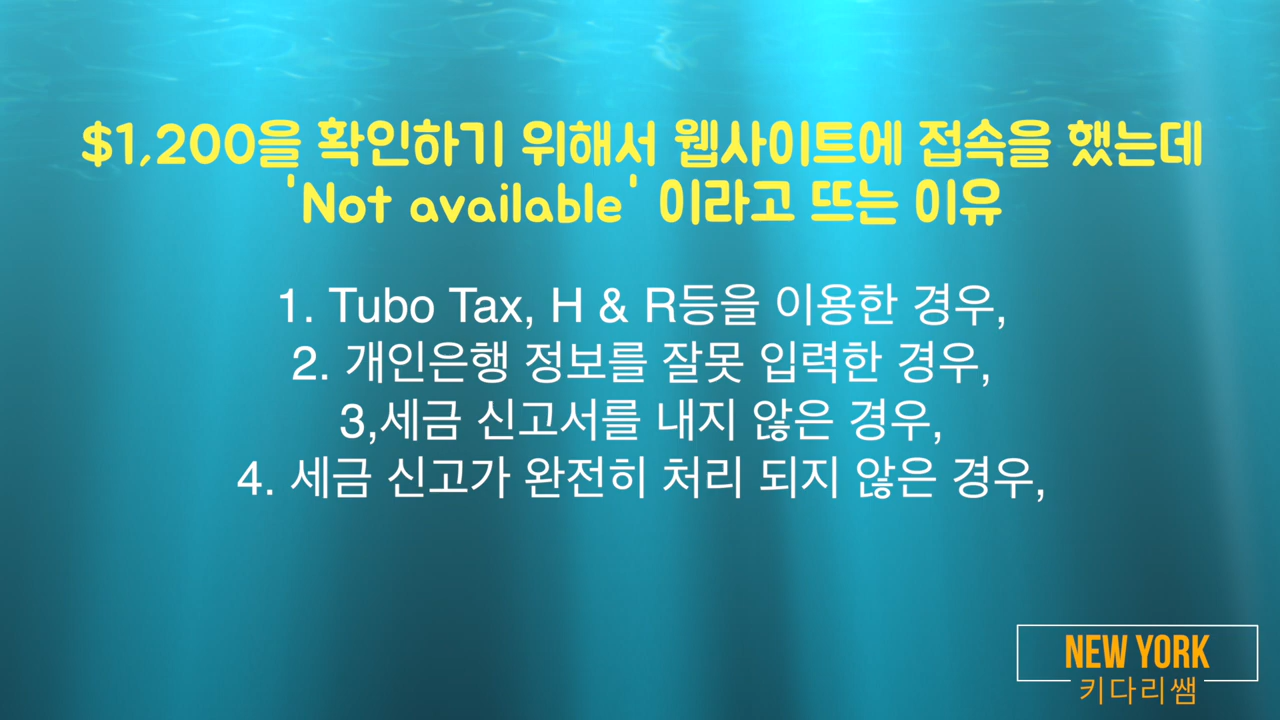 $1,200을 확인하기 위해서 웹사이트에 접속을 했는데
'Not available' 이라고 뜨는 이유
1. Tubo Tax, H & R등을 이용한 경우,
2. 개인은행 정보를 잘못 입력한 경우,
3,세금 신고서를 내지 않은 경우,
4. 세금 신고가 완전히 처리 되지 않은 경우,
NEW YORK
키다리쌤